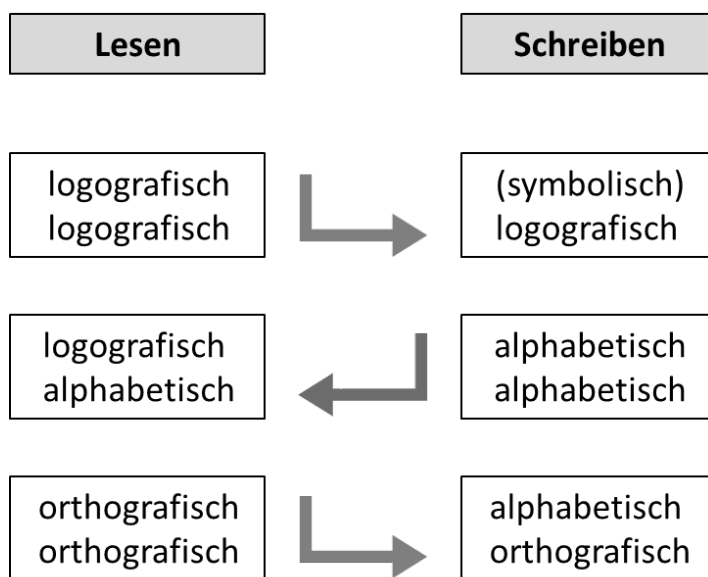 Lesen
Schreiben
logografisch
logografisch
(symbolisch)
logografisch
logografisch
alphabetisch
alphabetisch
alphabetisch
orthografisch
orthografisch
alphabetisch
orthografisch